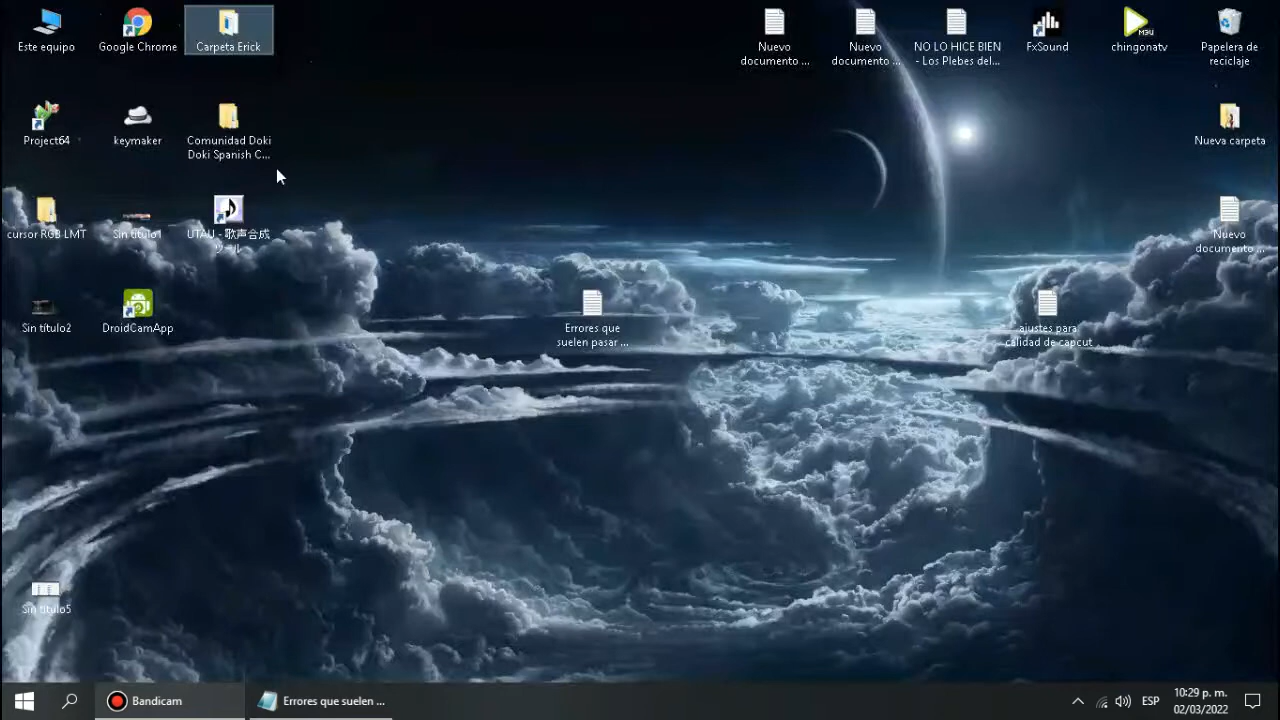 Este equipo
Google Chrome
Carpeta Erick
Nuevo
documento ...
Nuevo
documento ...
NO LO HICE BIEN
- Los Plebes del...
FxSound
chingonatv
Papelera de
reciclaje
Project64
keymaker
Comunidad Doki
Doki Spanish C...
Nueva carpeta
cursor RGB LMT
Sin título1
UTAU - 歌声合成
ツール
Nuevo
documento ...
Sin título2
DroidCamApp
Errores que
suelen pasar ...
ajustes para
calidad de capcut
Sin título5
Bandicam
Errores que suelen ...
ESP
10:29 p. m.
02/03/2022